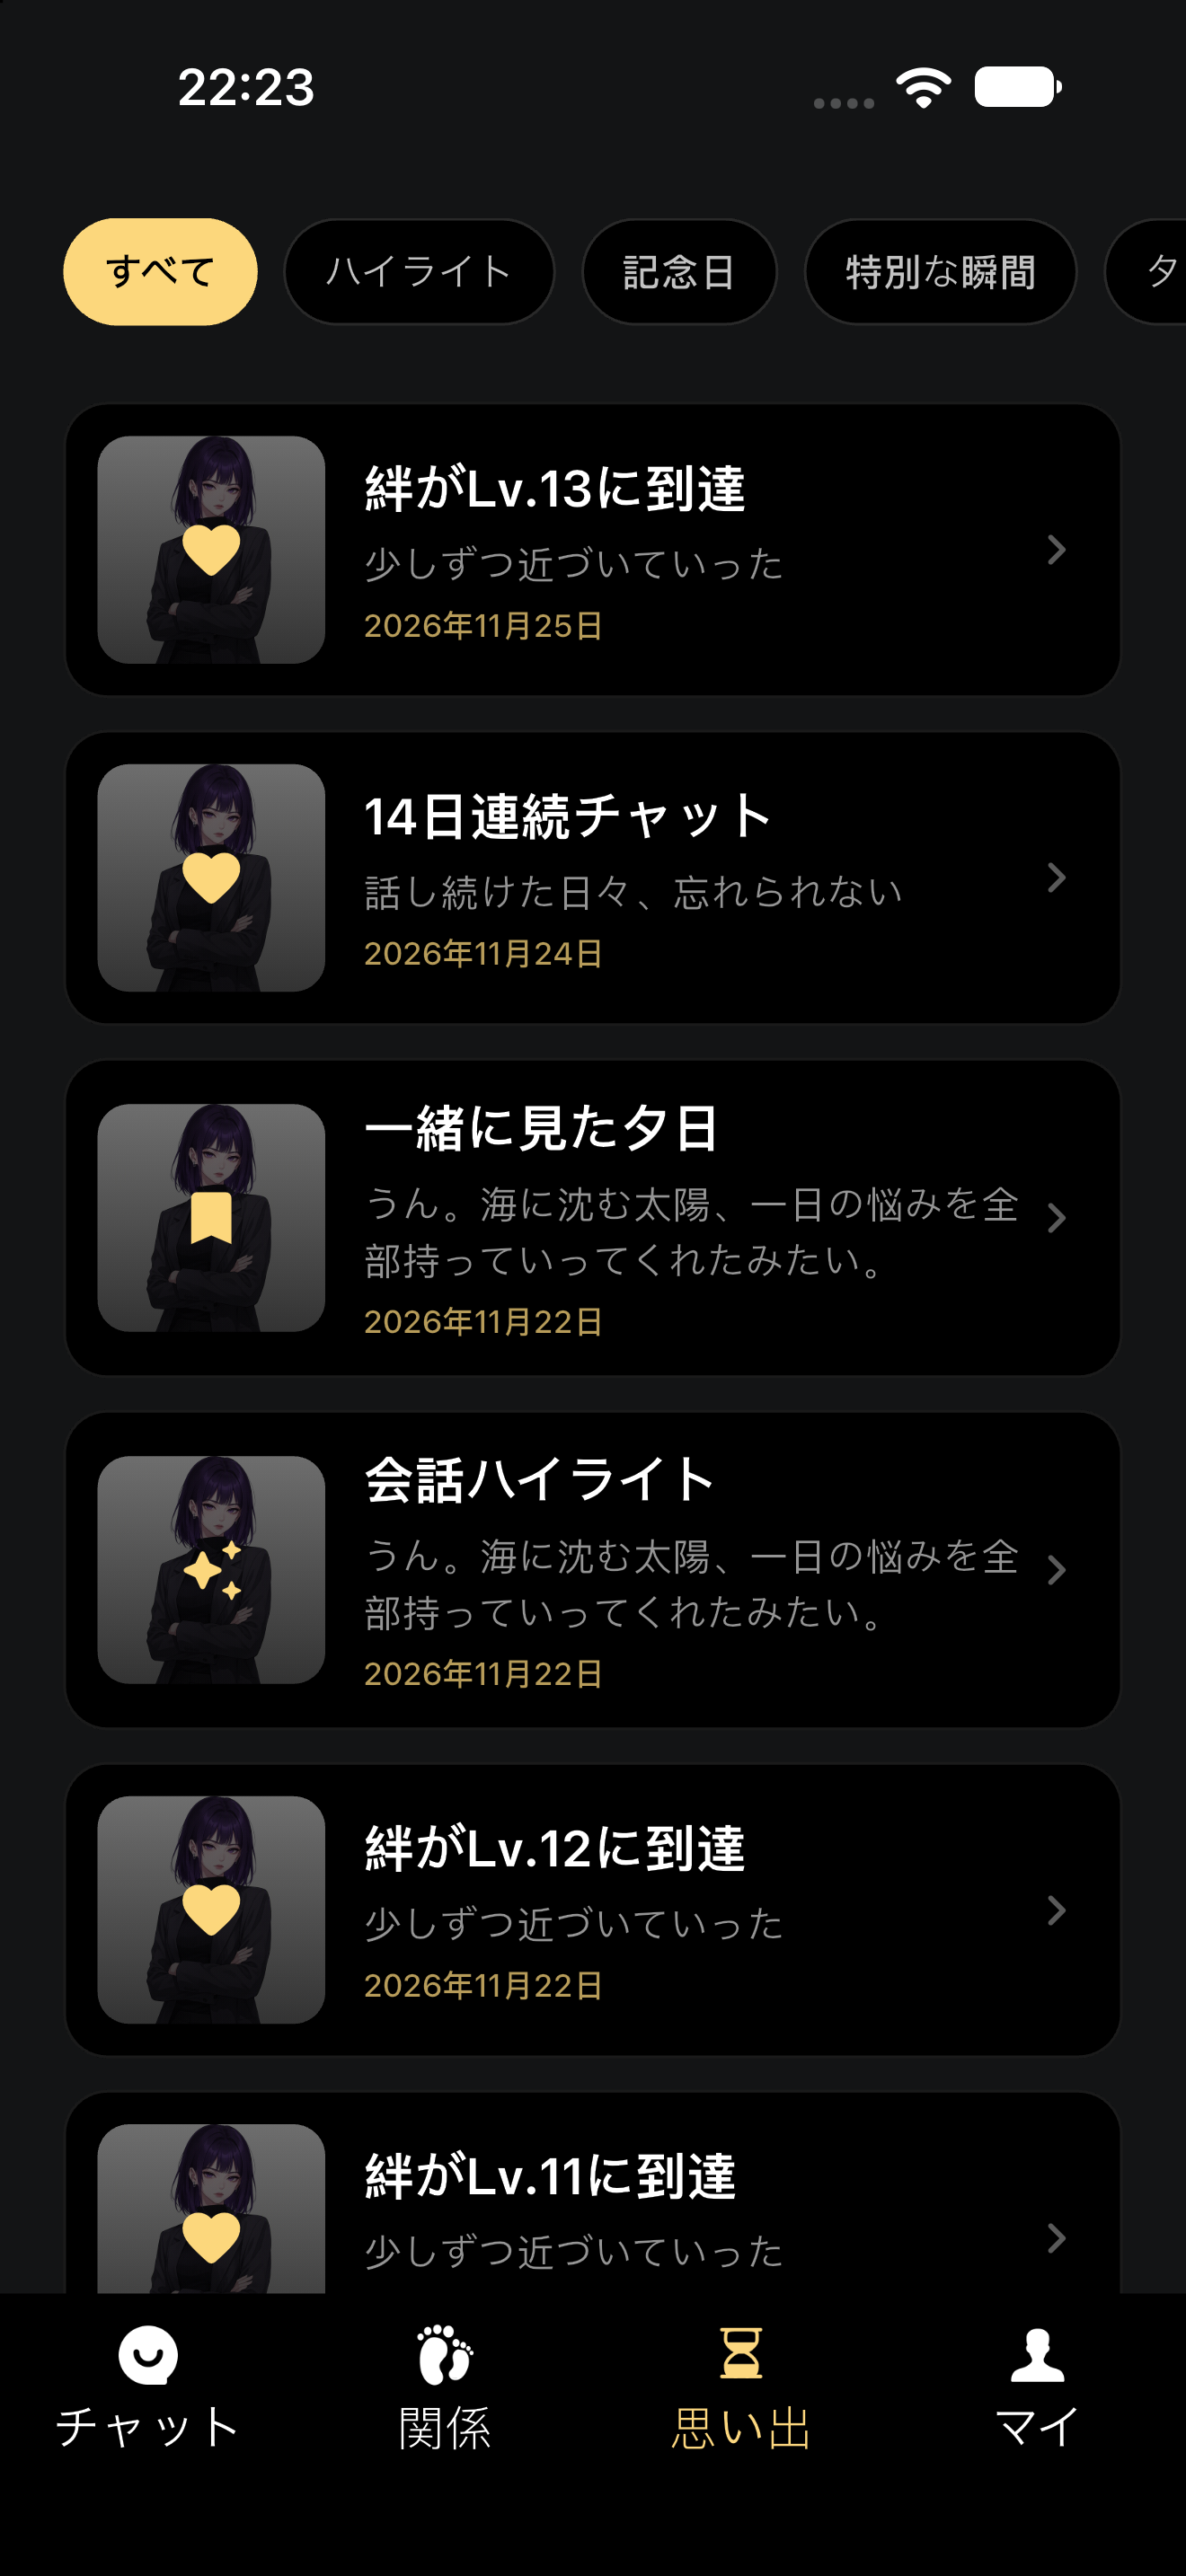 22:23
すべて ハイライト 記念日 特別な瞬間 タ
絆がLv.13に到達
少しずつ近づいていった
2026年11月25日
14日連続チャット
話し続けた日々、忘れられない
2026年11月24日
一緒に見た夕日
うん。海に沈む太陽、一日の悩みを全
部持っていってくれたみたい。
2026年11月22日
会話ハイライト
うん。海に沈む太陽、一日の悩みを全
部持っていってくれたみたい。
2026年11月22日
絆がLv.12に到達
少しずつ近づいていった
2026年11月22日
絆がLv.11に到達
少しずつ近づいていった
チャット 関係 思い出 マイ